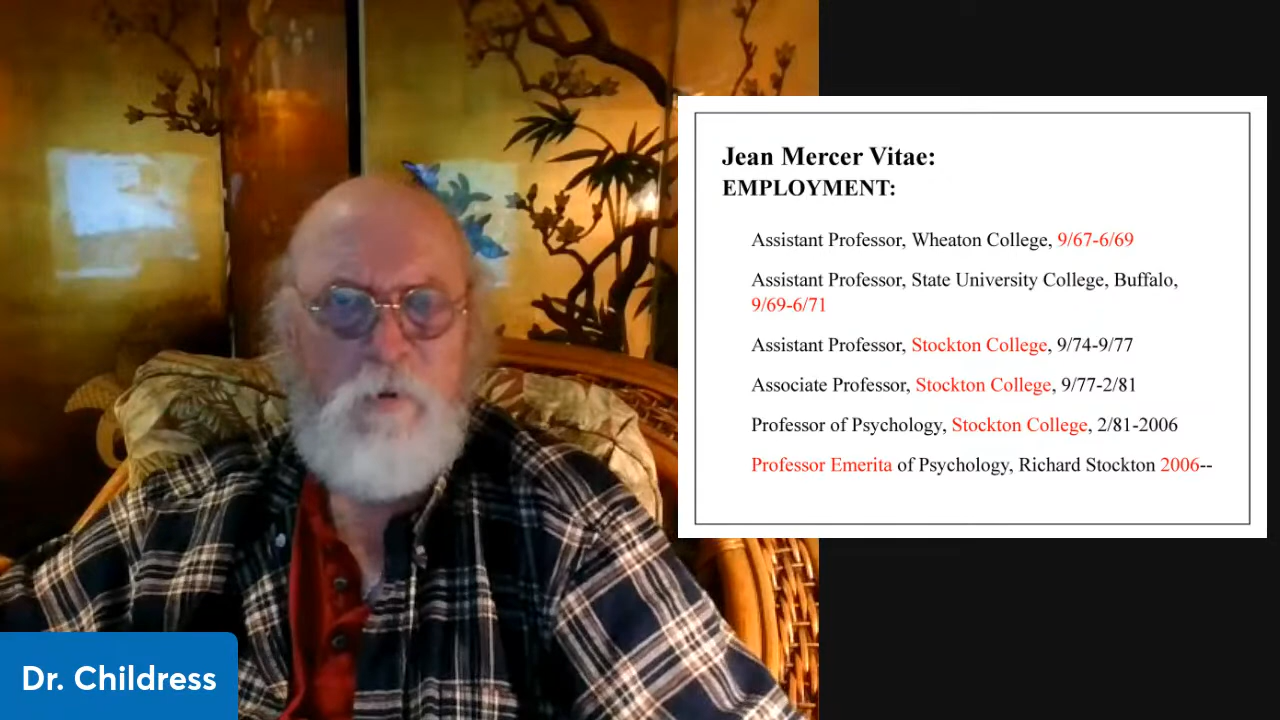 Jean Mercer Vitae:
EMPLOYMENT:
Assistant Professor, Wheaton College, 9/67-6/69
Assistant Professor, State University College, Buffalo,
9/69-6/71
Assistant Professor, Stockton College, 9/74-9/77
Associate Professor, Stockton College, 9/77-2/81
Professor of Psychology, Stockton College, 2/81-2006
Professor Emerita of Psychology, Richard Stockton 2006--
Dr. Childress